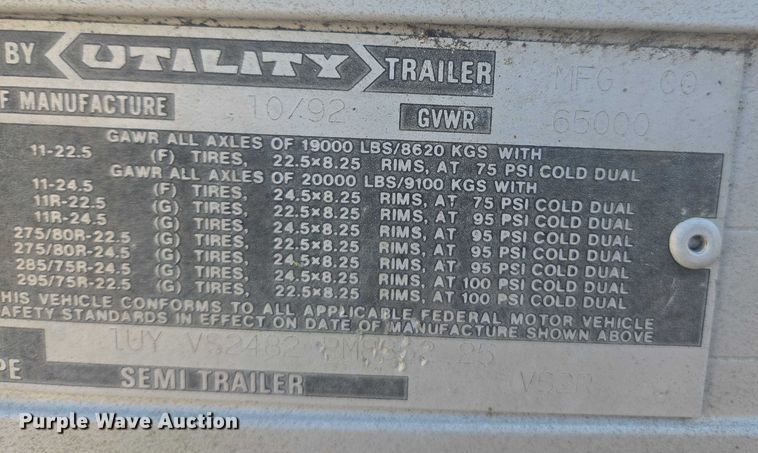 BY UTILITY TRAILER MFG. CO
F MANUFACTURE 10/92 GVWR 65000
GAWR ALL AXLES OF 19000 LBS/8620 KGS WITH
11-22.5 (F) TIRES, 22.5x8.25 RIMS, AT 75 PSI COLD DUAL
GAWR ALL AXLES OF 20000 LBS/9100 KGS WITH
11-24.5 (F) TIRES, 24.5x8.25 RIMS, AT 75 PSI COLD DUAL
11R-22.5 (G) TIRES, 22.5x8.25 RIMS, AT 95 PSI COLD DUAL
11R-24.5 (G) TIRES, 24.5x8.25 RIMS, AT 95 PSI COLD DUAL
275/80R-22.5 (G) TIRES, 22.5x8.25 RIMS, AT 95 PSI COLD DUAL
275/80R-24.5 (G) TIRES, 24.5x8.25 RIMS, AT 95 PSI COLD DUAL
285/75R-24.5 (G) TIRES, 24.5x8.25 RIMS, AT 100 PSI COLD DUAL
295/75R-22.5 (G) TIRES, 22.5x8.25 RIMS, AT 100 PSI COLD DUAL
THIS VEHICLE CONFORMS TO ALL APPLICABLE FEDERAL MOTOR VEHICLE
SAFETY STANDARDS IN EFFECT ON DATE OF MANUFACTURE SHOWN ABOVE
1UY VS2482 25
PE SEMI TRAILER
Purple Wave Auction